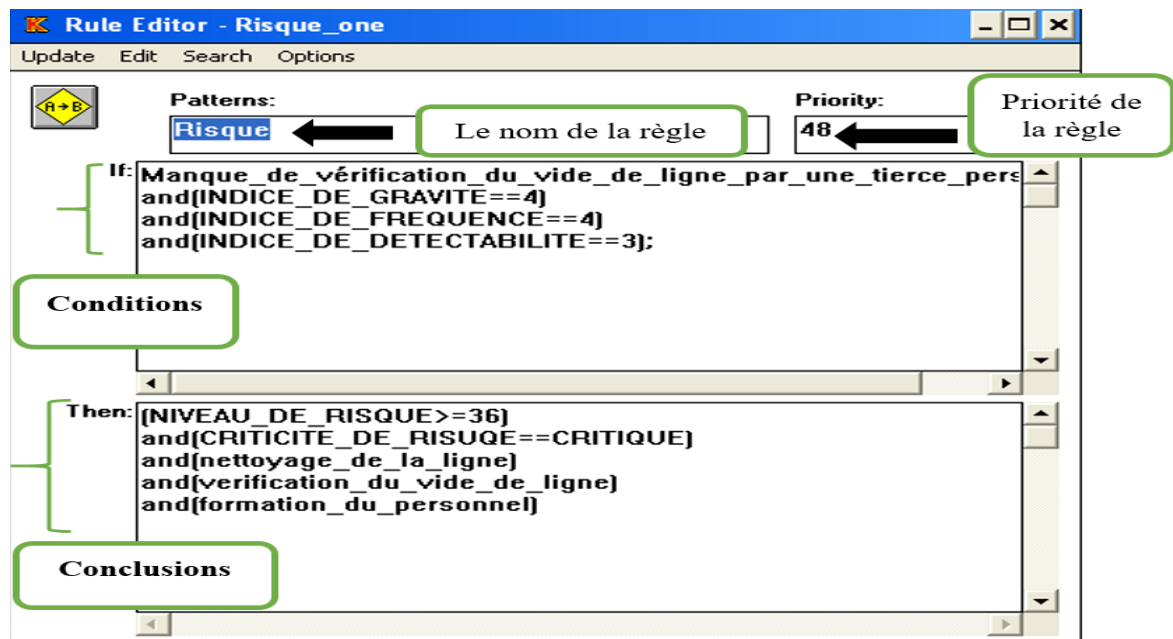 K Rule Editor - Risque_one
Update Edit Search Options
A→B
Patterns:
Priority:
Risque
Le nom de la règle
48
Priorité de
la règle
If:
Manque_de_vérification_du_vide_de_ligne_par_une_tierce_pers
and(INDICE_DE_GRAVITE==4)
and(INDICE_DE_FREQUENCE==4)
and(INDICE_DE_DETECTABILITE==3);
Conditions
Then:
(NIVEAU_DE_RISQUE>=36)
and(CRITICITE_DE_RISUQE==CRITIQUE)
and(nettoyage_de_la_ligne)
and(verification_du_vide_de_ligne)
and(formation_du_personnel)
Conclusions